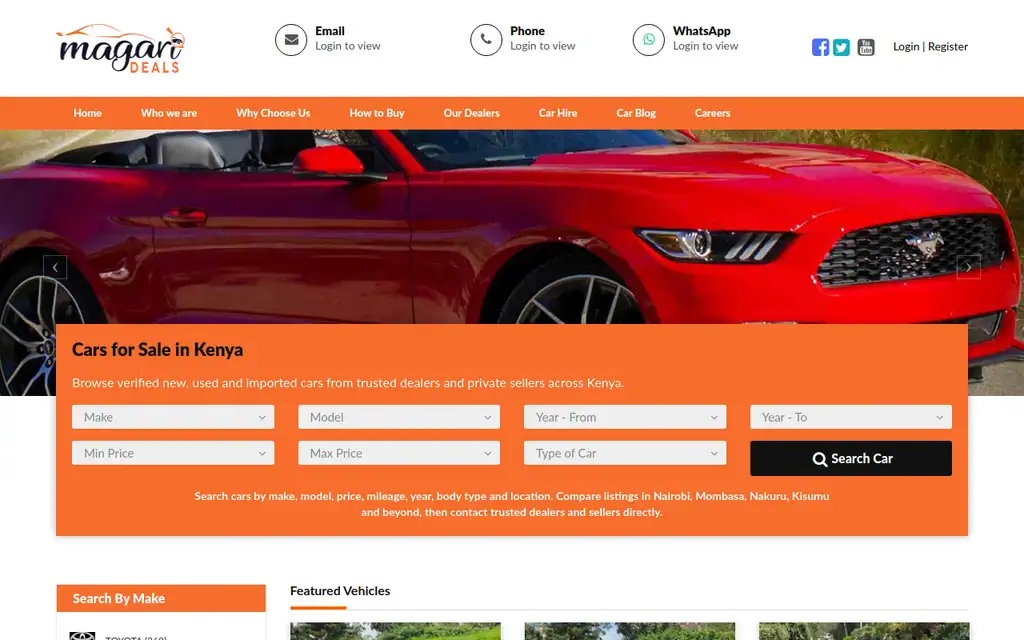 magari
DEALS
Email
Login to view
Phone
Login to view
WhatsApp
Login to view
You
Tube
Login | Register
Home
Who we are
Why Choose Us
How to Buy
Our Dealers
Car Hire
Car Blog
Careers
Cars for Sale in Kenya
Browse verified new, used and imported cars from trusted dealers and private sellers across Kenya.
Make
Model
Year - From
Year - To
Min Price
Max Price
Type of Car
Search Car
Search cars by make, model, price, mileage, year, body type and location. Compare listings in Nairobi, Mombasa, Nakuru, Kisumu
and beyond, then contact trusted dealers and sellers directly.
Search By Make
Featured Vehicles
TOYOTA